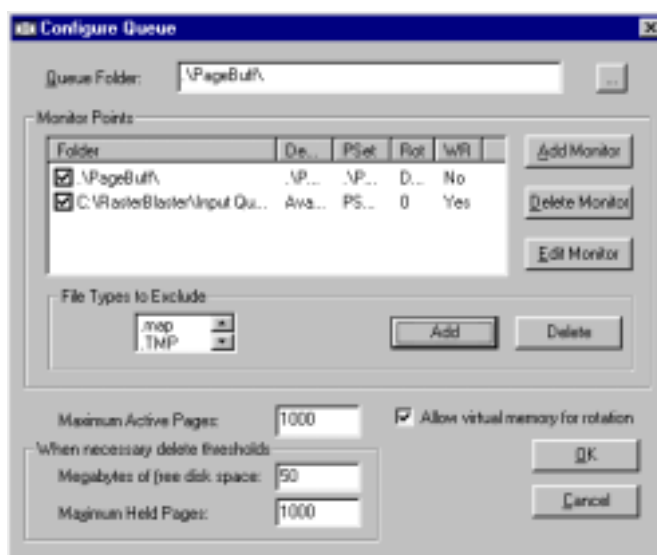 Configure Queue
Queue Folder: .\PageBuff\ ...
Monitor Points
Folder De... PSet Rot WR
.\PageBuff\ .\P... .\P... D... No
C:\RasterBlaster\Input Qu... Ava... PS... 0 Yes
Add Monitor
Delete Monitor
Edit Monitor
File Types to Exclude
.map
.TMP
Add Delete
Maximum Active Pages: 1000 Allow virtual memory for rotation
When necessary delete thresholds
Megabytes of free disk space: 50
Maximum Held Pages: 1000
OK
Cancel